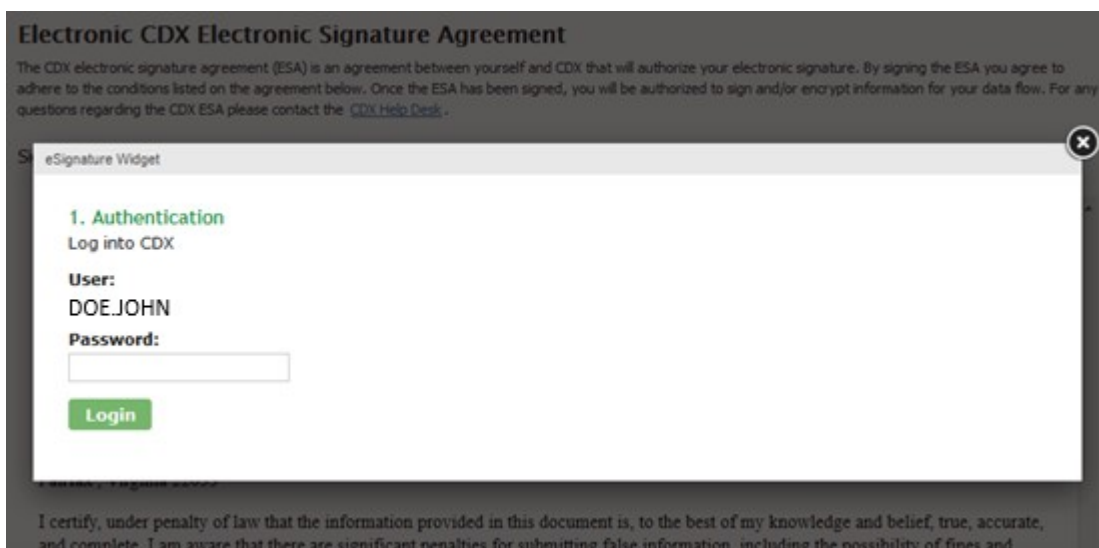 Electronic CDX Electronic Signature Agreement
The CDX electronic signature agreement (ESA) is an agreement between yourself and CDX that will authorize your electronic signature. By signing the ESA you agree to
adhere to the conditions listed on the agreement below. Once the ESA has been signed, you will be authorized to sign and/or encrypt information for your data flow. For any
questions regarding the CDX ESA please contact the CDX Help Desk .
eSignature Widget
1. Authentication
Log into CDX
User:
DOE.JOHN
Password:
Login
I certify, under penalty of law that the information provided in this document is, to the best of my knowledge and belief, true, accurate,
and complete. I am aware that there are significant penalties for submitting false information, including the possibility of fines and